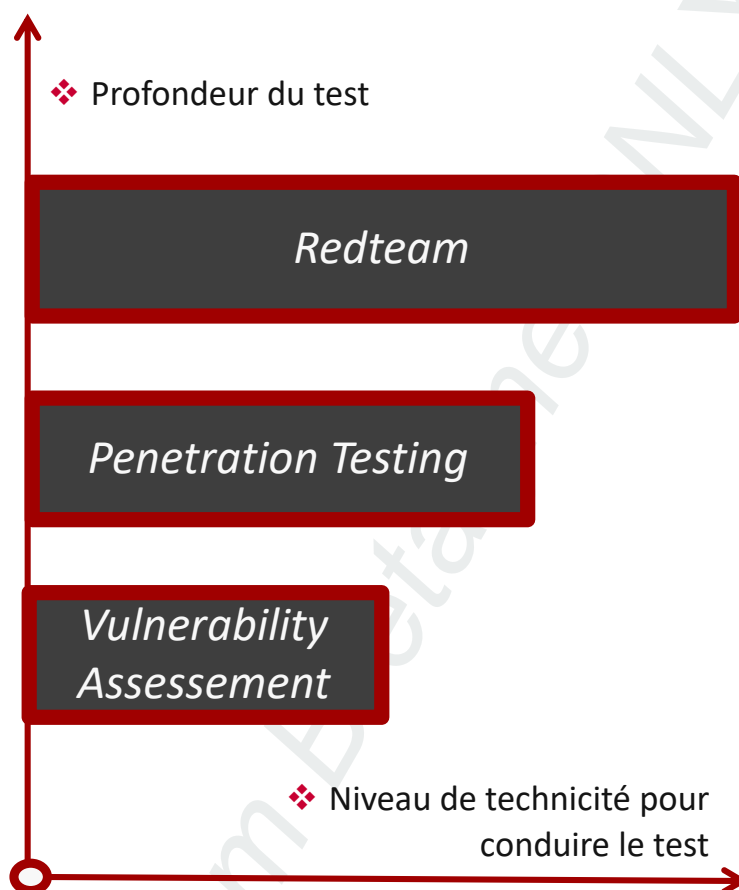 ❖ Profondeur du test
Redteam
Penetration Testing
Vulnerability
Assessement
❖ Niveau de technicité pour
conduire le test